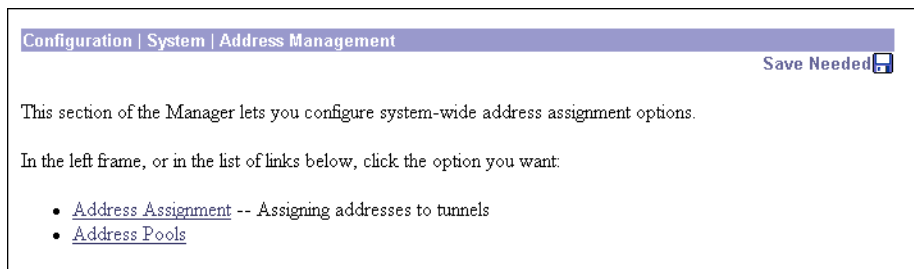 Configuration | System | Address Management
Save Needed
This section of the Manager lets you configure system-wide address assignment options.
In the left frame, or in the list of links below, click the option you want:
• Address Assignment -- Assigning addresses to tunnels
• Address Pools